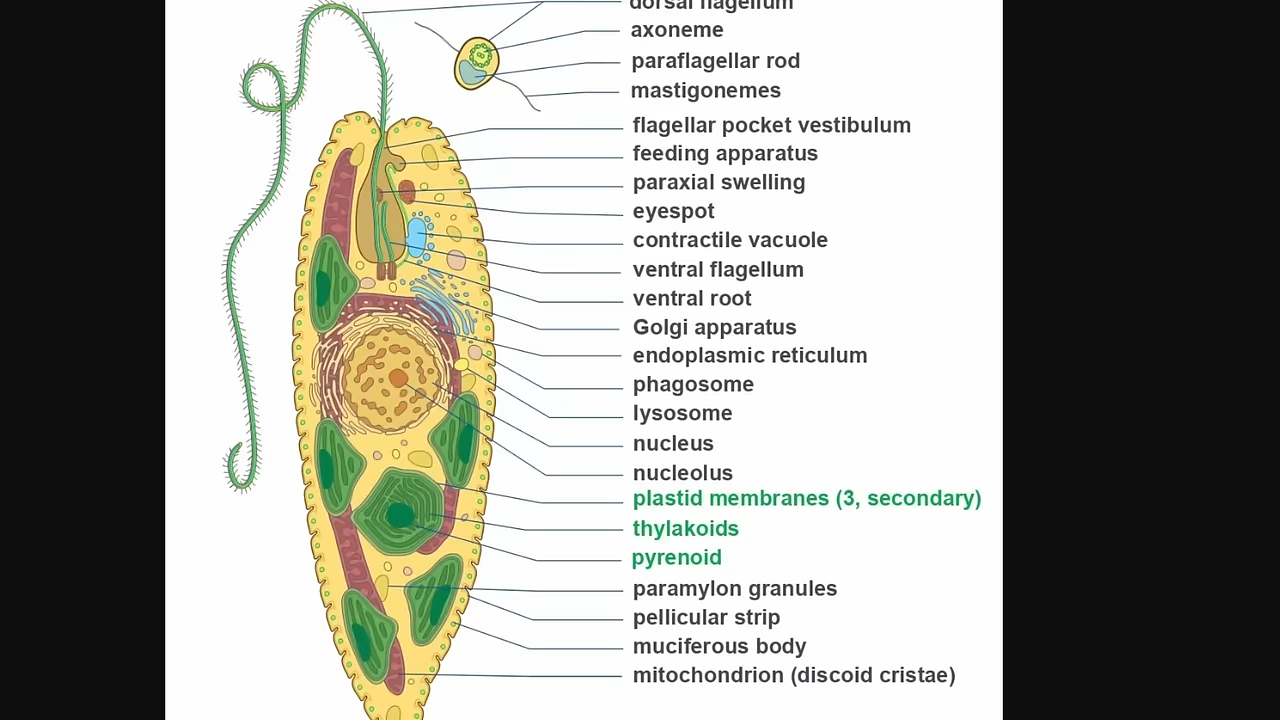 dorsal flagellum
axoneme
paraflagellar rod
mastigonemes
flagellar pocket vestibulum
feeding apparatus
paraxial swelling
eyespot
contractile vacuole
ventral flagellum
ventral root
Golgi apparatus
endoplasmic reticulum
phagosome
lysosome
nucleus
nucleolus
plastid membranes (3, secondary)
thylakoids
pyrenoid
paramylon granules
pellicular strip
muciferous body
mitochondrion (discoid cristae)